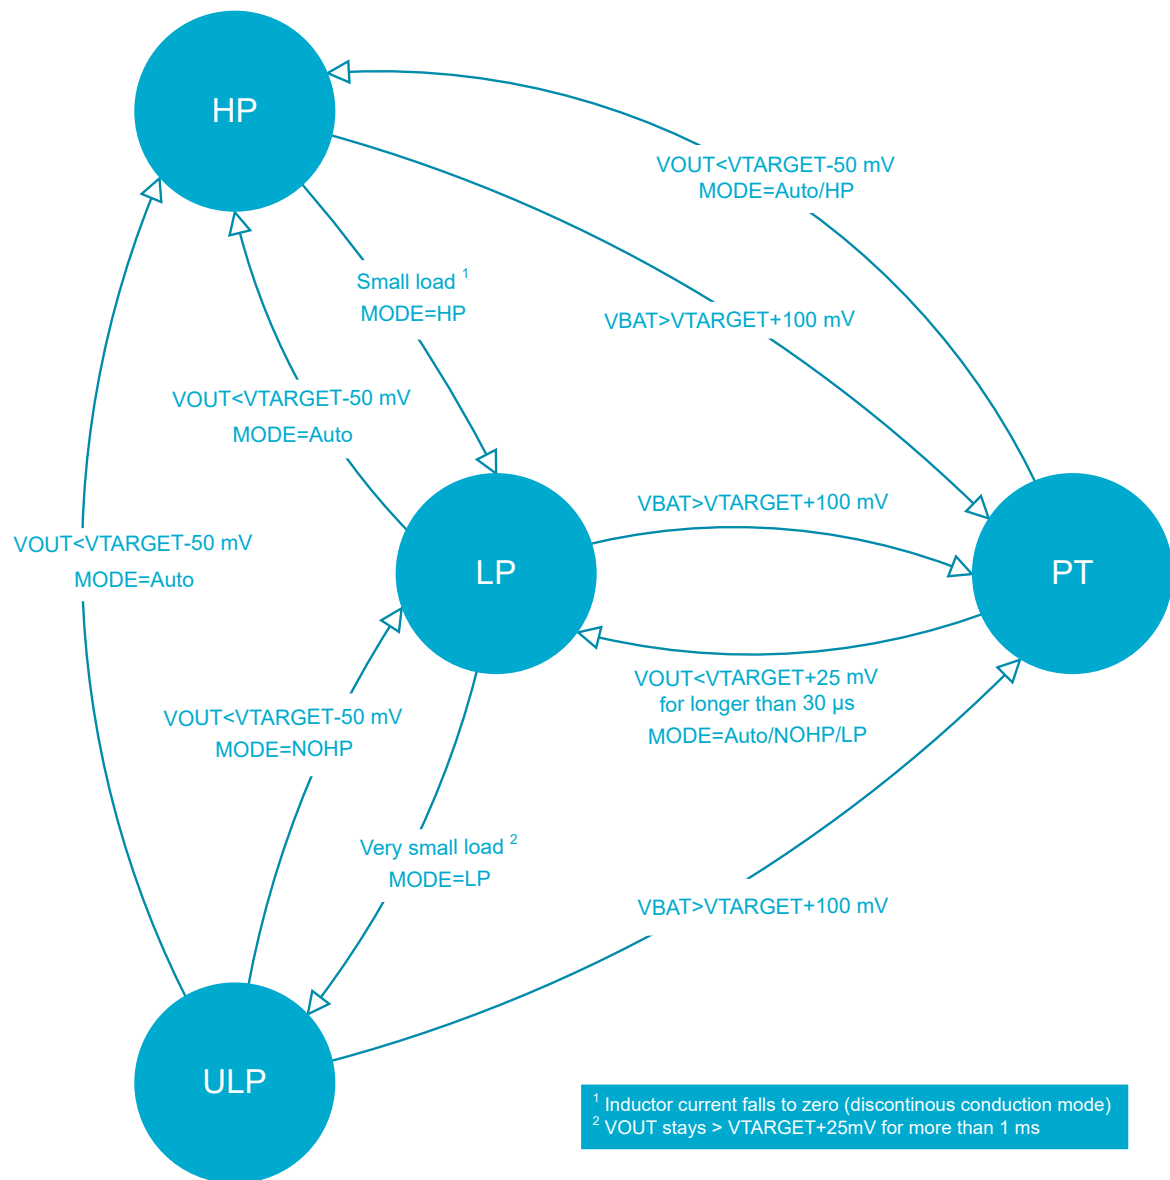 HP
VOUT<VTARGET-50 mV
MODE=Auto/HP
Small load ¹
MODE=HP
VBAT>VTARGET+100 mV
VOUT<VTARGET-50 mV
MODE=Auto
VBAT>VTARGET+100 mV
VOUT<VTARGET-50 mV
MODE=Auto
LP
PT
VOUT<VTARGET+25 mV
for longer than 30 µs
MODE=Auto/NOHP/LP
VOUT<VTARGET-50 mV
MODE=NOHP
Very small load ²
MODE=LP
VBAT>VTARGET+100 mV
ULP
¹ Inductor current falls to zero (discontinous conduction mode)
² VOUT stays > VTARGET+25mV for more than 1 ms